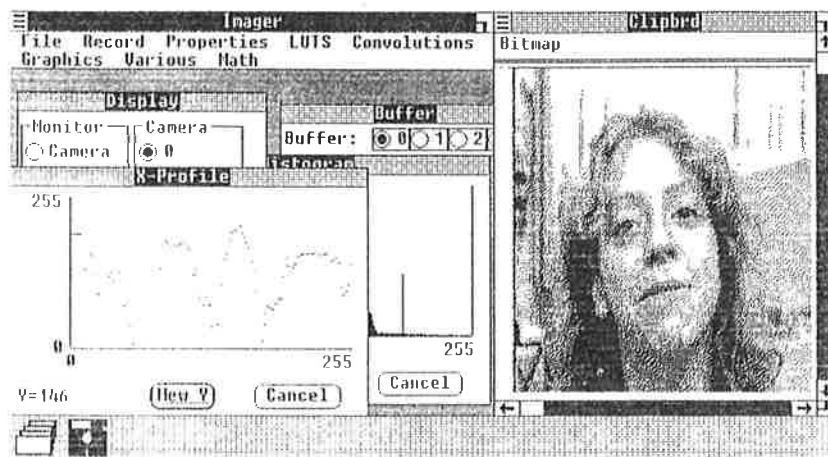 Imager
File Record Properties LUTS Convolutions
Graphics Various Math
Display
Monitor
Camera
Camera
0
Buffer
Buffer: 0 1 2
Histogram
255
Cancel
X-Profile
255
0
0 255
Y=146
New Y
Cancel
Clipbrd
Bitmap